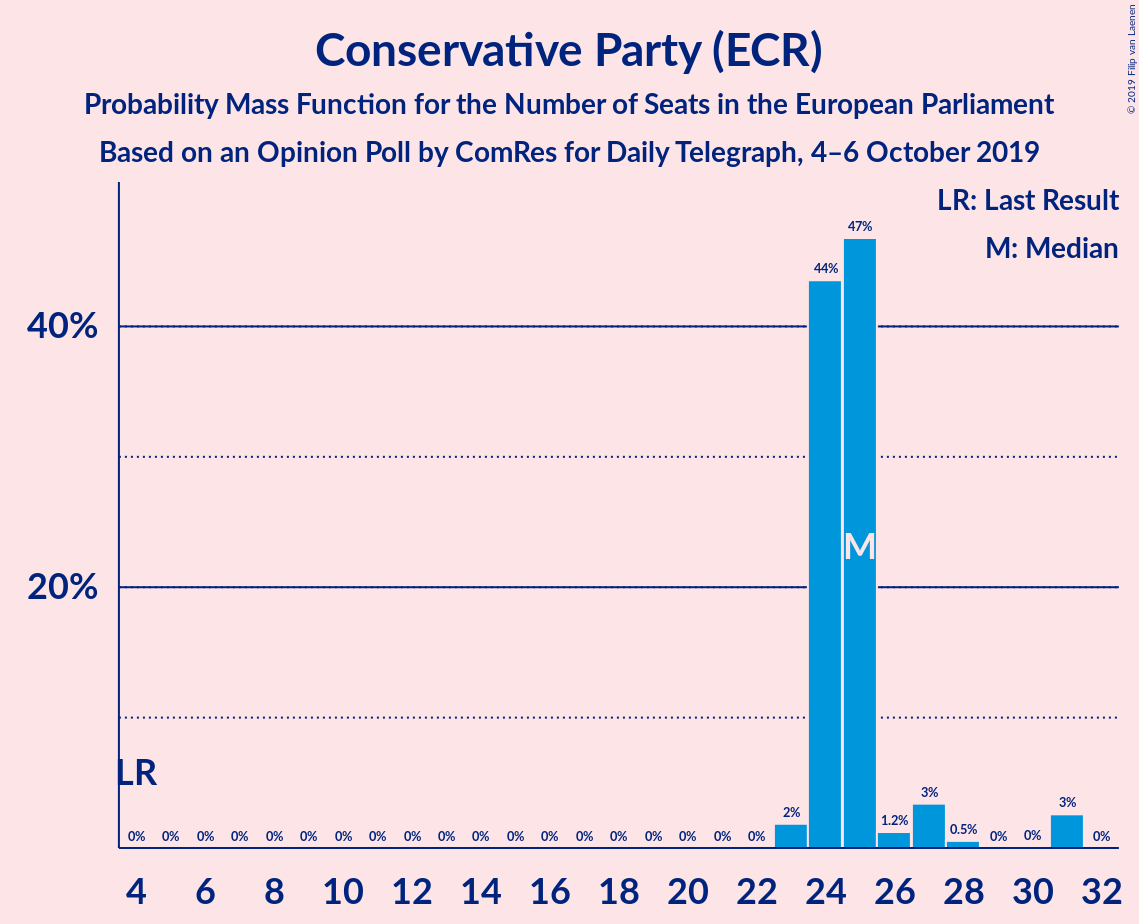 Conservative Party (ECR)
Probability Mass Function for the Number of Seats in the European Parliament
Based on an Opinion Poll by ComRes for Daily Telegraph, 4–6 October 2019
© 2019 Filip van Laenen
LR: Last Result
M: Median
47%
44%
40%
M
20%
LR
3%
3%
2%
1.2%
0.5%
0% 0% 0% 0% 0% 0% 0% 0% 0% 0% 0% 0% 0% 0% 0% 0% 0% 0% 0% 0% 0% 0%
4 6 8 10 12 14 16 18 20 22 24 26 28 30 32